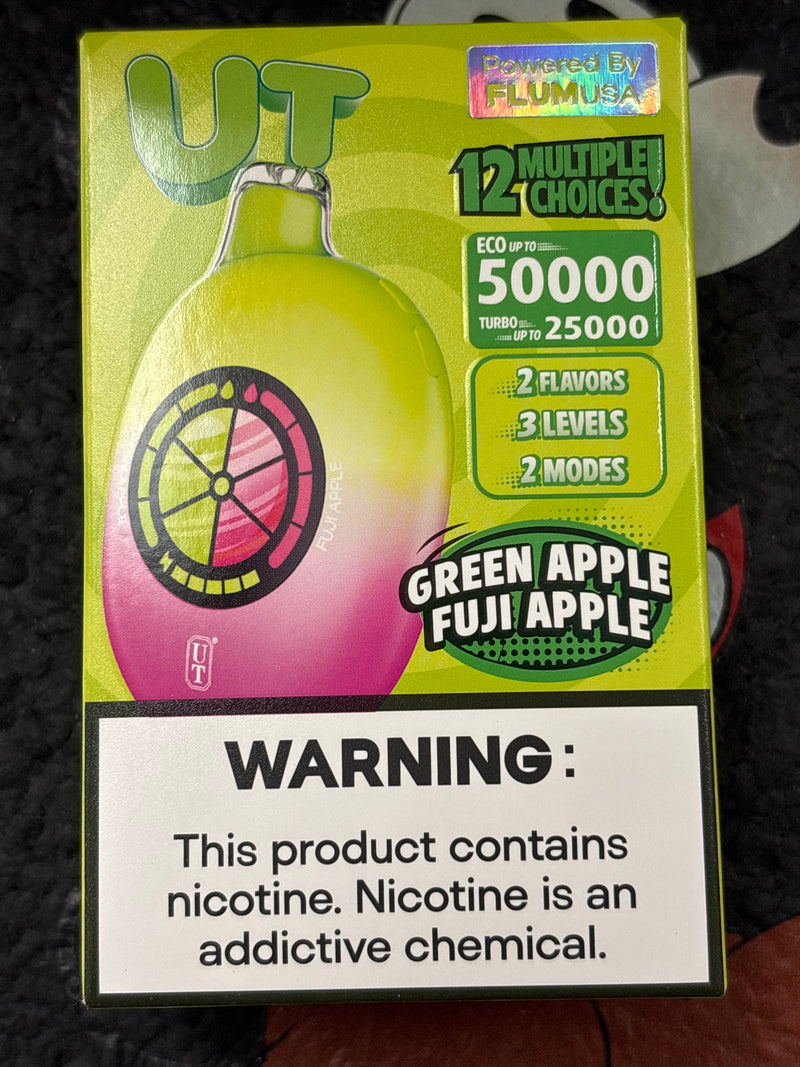 UT
Powered By
FLUMUSA
12 MULTIPLE
CHOICES!
ECO UP TO
50000
TURBO
UP TO 25000
2 FLAVORS
3 LEVELS
2 MODES
FUJI APPLE
GREEN APPLE
FUJI APPLE
UT
WARNING:
This product contains
nicotine. Nicotine is an
addictive chemical.